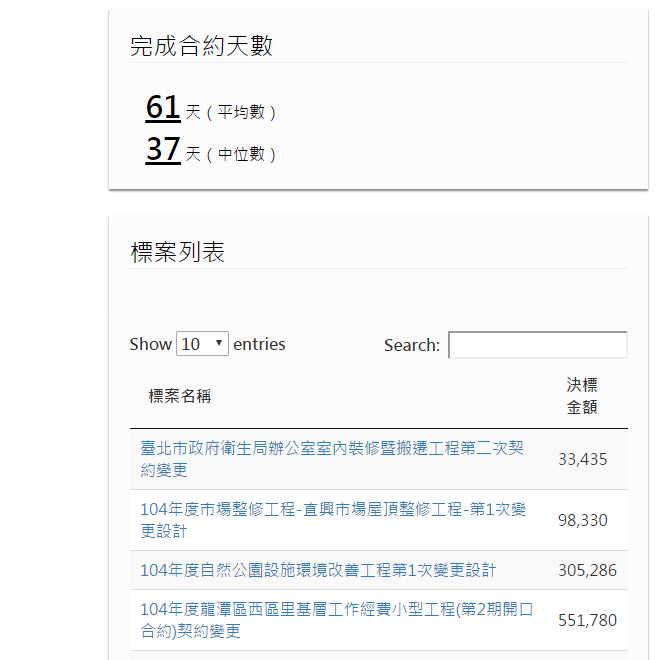 完成合約天數
61 天 ( 平均數 )
37 天 ( 中位數 )
標案列表
Show 10 entries Search:
標案名稱 決標
金額
臺北市政府衛生局辦公室室內裝修暨搬遷工程第二次契
約變更 33,435
104年度市場整修工程-直興市場屋頂整修工程-第1次變
更設計 98,330
104年度自然公園設施環境改善工程第1次變更設計 305,286
104年度龍潭區西區里基層工作經費小型工程(第2期開口
合約)契約變更 551,780